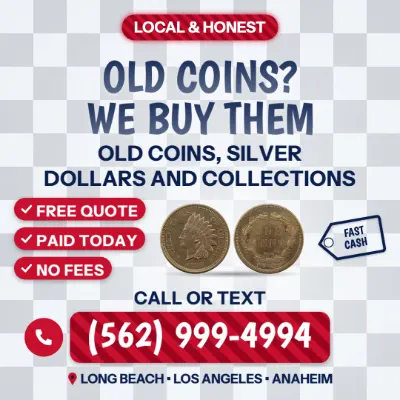 LOCAL & HONEST
OLD COINS?
WE BUY THEM
OLD COINS, SILVER
DOLLARS AND COLLECTIONS
FREE QUOTE
PAID TODAY
NO FEES
FAST
CASH
CALL OR TEXT
(562) 999-4994
LONG BEACH • LOS ANGELES • ANAHEIM